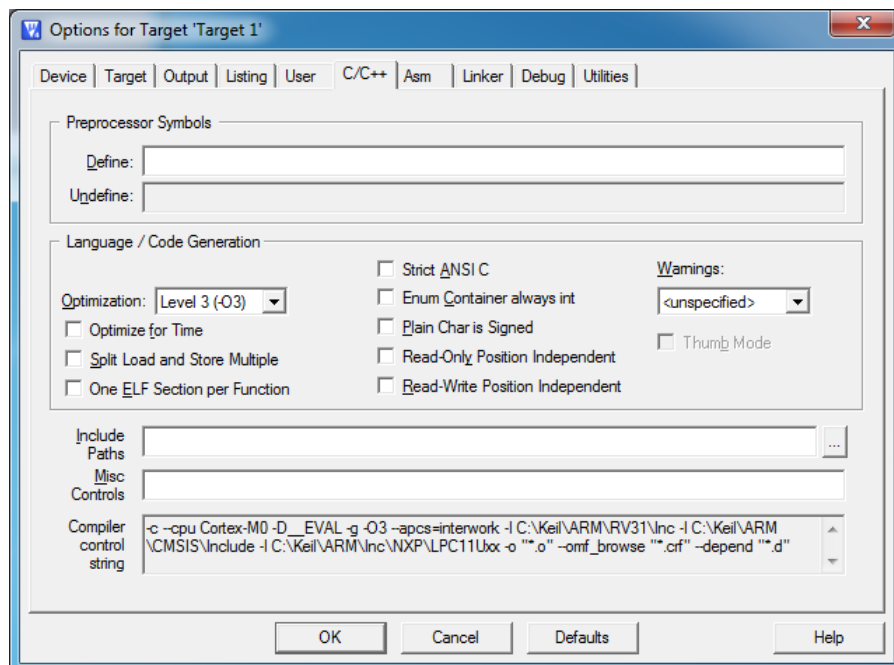 Options for Target 'Target 1'
Device Target Output Listing User C/C++ Asm Linker Debug Utilities
Preprocessor Symbols
Define:
Undefine:
Language / Code Generation
Strict ANSI C
Warnings:
Optimization: Level 3 (-O3)
Enum Container always int
<unspecified>
Optimize for Time
Plain Char is Signed
Thumb Mode
Split Load and Store Multiple
Read-Only Position Independent
One ELF Section per Function
Read-Write Position Independent
Include
Paths
...
Misc
Controls
Compiler
control
string
-c --cpu Cortex-M0 -D__EVAL -g -O3 --apcs=interwork -I C:\Keil\ARM\RV31\Inc -I C:\Keil\ARM
\CMSIS\Include -I C:\Keil\ARM\Inc\NXP\LPC11Uxx -o "*.o" --omf_browse "*.crf" --depend "*.d"
OK Cancel Defaults Help